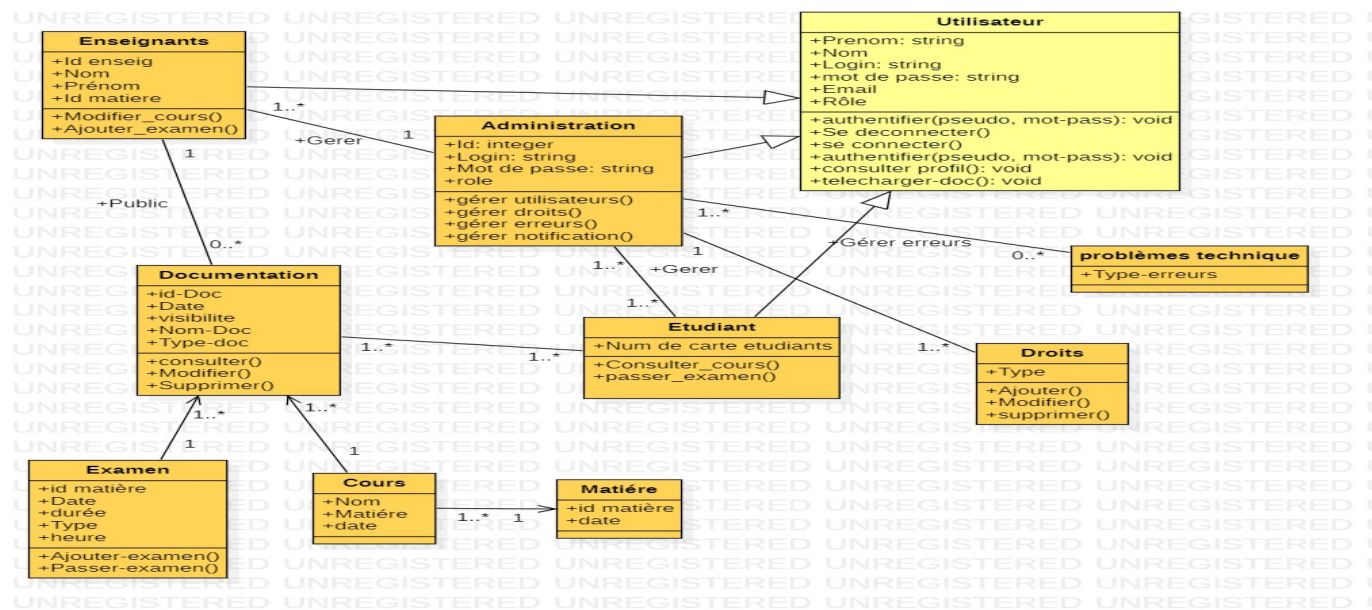 Enseignants
+Id enseig
+Nom
+Prénom
+Id matiere
+Modifier_cours()
+Ajouter_examen()
Utilisateur
+Prenom: string
+Nom
+Login: string
+mot de passe: string
+Email
+Rôle
+authentifier(pseudo, mot-pass): void
+Se deconnecter()
+se connecter()
+authentifier(pseudo, mot-pass): void
+consulter profil(): void
+telecharger-doc(): void
1..*
+Gerer
1
Administration
+Id: integer
+Login: string
+Mot de passe: string
+role
+gérer utilisateurs()
+gérer droits()
+gérer erreurs()
+gérer notification()
1
+Public
0..*
1..*
+Gérer erreurs
0..*
problèmes technique
+Type-erreurs
1..*
+Gerer
1
1..*
1..*
Documentation
+id-Doc
+Date
+visibilite
+Nom-Doc
+Type-doc
+consulter()
+Modifier()
+Supprimer()
1..*
1..*
Etudiant
+Num de carte etudiants
+Consulter_cours()
+passer_examen()
Droits
+Type
+Ajouter()
+Modifier()
+supprimer()
1..*
1
1..*
1
Examen
+id matière
+Date
+durée
+Type
+heure
+Ajouter-examen()
+Passer-examen()
Cours
+Nom
+Matiére
+date
1..*
1
Matiére
+id matière
+date
UNREGISTERED